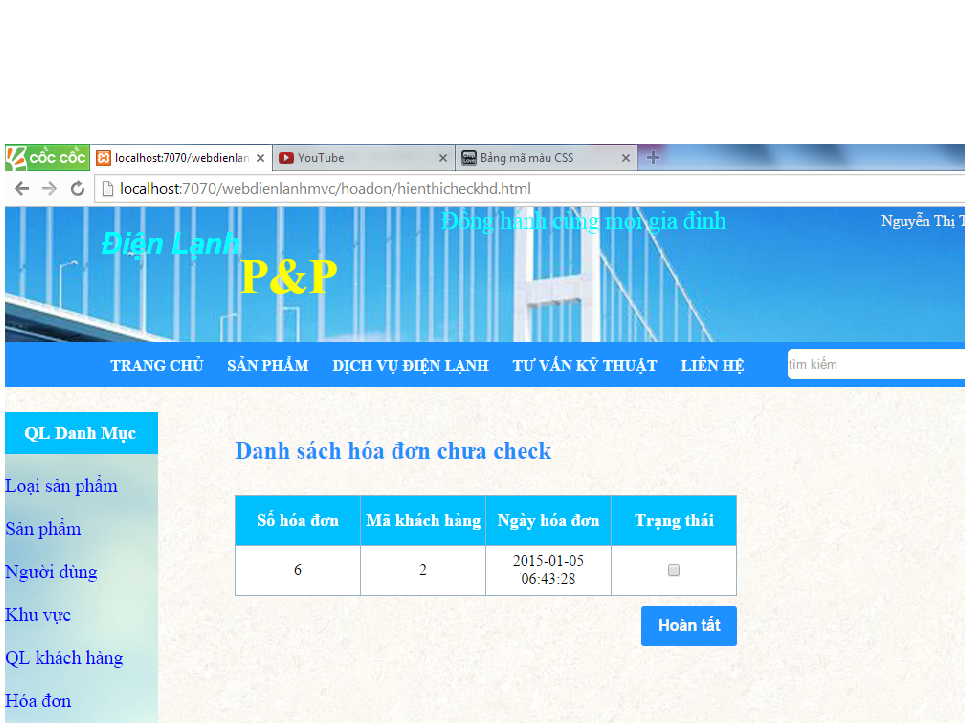 cốc cốc
localhost:7070/webdienlan
YouTube
Bảng mã màu CSS
localhost:7070/webdienlanhmvc/hoadon/hienthicheckhd.html
Đồng hành cùng mọi gia đình
Nguyễn Thị T
Điện Lạnh
P&P
TRANG CHỦ SẢN PHẨM DỊCH VỤ ĐIỆN LẠNH TƯ VẤN KỸ THUẬT LIÊN HỆ
tìm kiếm
QL Danh Mục
Loại sản phẩm
Sản phẩm
Người dùng
Khu vực
QL khách hàng
Hóa đơn
Danh sách hóa đơn chưa check
Số hóa đơn Mã khách hàng Ngày hóa đơn Trạng thái
6 2 2015-01-05
06:43:28
Hoàn tất